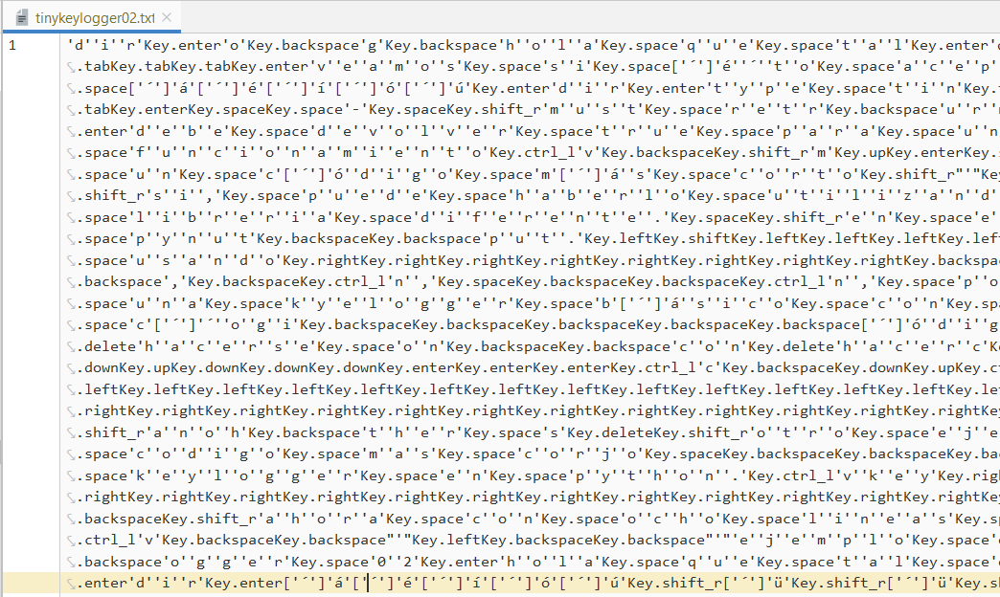 tinykeylogger02.txt
1 'd''i''r'Key.enter'o'Key.backspace'g'Key.backspace'h''o''l''a'Key.space'q''u''e'Key.space't''a''l'Key.enter'
.tabKey.tabKey.tabKey.enter'v''e''a''m''o''s'Key.space's''i'Key.space['´']'é''´''t''o'Key.space'a''c''e''p'
.space['´']'á'['´']'é'['´']'í'['´']'ó'['´']'ú'Key.enter'd''i''r'Key.enter't''y''p''e'Key.space't''i''n'Key.t
.tabKey.enterKey.spaceKey.space'-'Key.spaceKey.shift_r'm''u''s''t'Key.space'r''e''t''r'Key.backspace'u''r''
.enter'd''e''b''e'Key.space'd''e''v''o''l''v''e''r'Key.space't''r''u''e'Key.space'p''a''r''a'Key.space'u''n
.space'f''u''n''c''i''o''n''a''m''i''e''n''t''o'Key.ctrl_l'v'Key.backspaceKey.shift_r'm'Key.upKey.enterKey.
.space'u''n'Key.space'c'['´']'ó''d''i''g''o'Key.space'm'['´']'á''s'Key.space'c''o''r''t''o'Key.shift_r"'"Key
.shift_r's''i'','Key.space'p''u''e''d''e'Key.space'h''a''b''e''r''l''o'Key.space'u''t''i''l''i''z''a''n''d'
.space'l''i''b''r''e''r''i''a'Key.space'd''i''f''e''r''e''n''t''e''.'Key.spaceKey.shift_r'e''n'Key.space'e'
.space'p''y''n''u''t'Key.backspaceKey.backspace'p''u''t''.'Key.leftKey.shiftKey.leftKey.leftKey.leftKey.lef
.space'u''s''a''n''d''o'Key.rightKey.rightKey.rightKey.rightKey.rightKey.rightKey.rightKey.rightKey.backspac
.backspace','Key.backspaceKey.ctrl_l'n'','Key.spaceKey.backspaceKey.backspaceKey.ctrl_l'n'','Key.space'p''o
.space'u''n''a'Key.space'k''y''e''l''o''g''g''e''r'Key.space'b'['´']'á''s''i''c''o'Key.space'c''o''n'Key.sp
.space'c'['´']'´''o''g''i'Key.backspaceKey.backspaceKey.backspaceKey.backspaceKey.backspace['´']'ó''d''i''g
.delete'h''a''c''e''r''s''e'Key.space'o''n'Key.backspaceKey.backspace'c''o''n'Key.delete'h''a''c''e''r''c'K
.downKey.upKey.downKey.downKey.downKey.enterKey.enterKey.enterKey.ctrl_l'c'Key.backspaceKey.downKey.upKey.c
.leftKey.leftKey.leftKey.leftKey.leftKey.leftKey.leftKey.leftKey.leftKey.leftKey.leftKey.leftKey.leftKey.le
.rightKey.rightKey.rightKey.rightKey.rightKey.rightKey.rightKey.rightKey.rightKey.rightKey.rightKey.rightKey
.shift_r'a''n''o''h'Key.backspace't''h''e''r'Key.space's'Key.deleteKey.shift_r'o''t''r''o'Key.space'e''j''e
.space'c''o''d''i''g''o'Key.space'm''a''s'Key.space'c''o''r''j''o'Key.spaceKey.backspaceKey.backspaceKey.ba
.space'k''e''y''l''o''g''g''e''r'Key.space'e''n'Key.space'p''y''t''h''o''n''.'Key.ctrl_l'v''k''e''y'Key.righ
.rightKey.rightKey.rightKey.rightKey.rightKey.rightKey.rightKey.rightKey.rightKey.rightKey.rightKey.rightKey
.backspaceKey.shift_r'a''h''o''r''a'Key.space'c''o''n'Key.space'o''c''h''o'Key.space'l''i''n''e''a''s'Key.sp
.ctrl_l'v'Key.backspaceKey.backspace"'"Key.leftKey.backspaceKey.backspace"'"'e''j''e''m''p''l''o'Key.space'
.backspace'o''g''g''e''r'Key.space'0''2'Key.enter'h''o''l''a'Key.space'q''u''e'Key.space't''a''l'Key.space'
.enter'd''i''r'Key.enter['´']'á'['´']'é'['´']'í'['´']'ó'['´']'ú'Key.shift_r['´']'ü'Key.shift_r['´']'ü'Key.sh